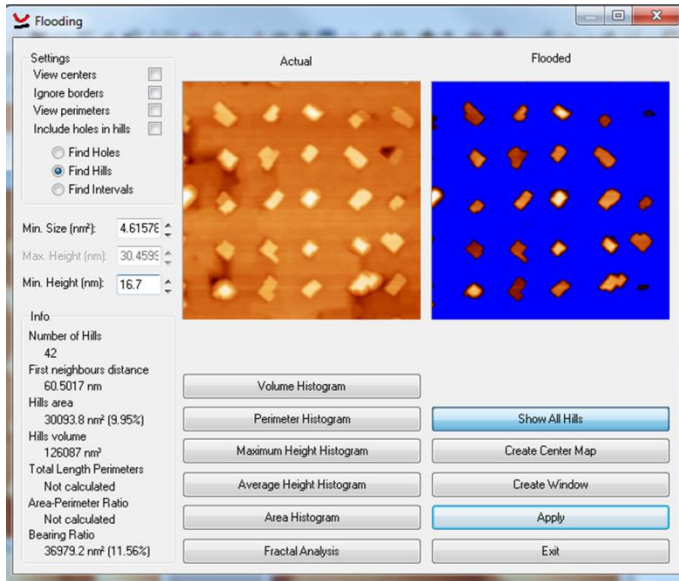 Flooding
Settings
View centers
Ignore borders
View perimeters
Include holes in hills
Find Holes
Find Hills
Find Intervals
Min. Size (nm²): 4.61578
Max. Height (nm): 30.4595
Min. Height (nm): 16.7
Info
Number of Hills
42
First neighbours distance
60.5017 nm
Hills area
30093.8 nm² (9.95%)
Hills volume
126087 nm³
Total Length Perimeters
Not calculated
Area-Perimeter Ratio
Not calculated
Bearing Ratio
36979.2 nm² (11.56%)
Actual
Flooded
Volume Histogram
Perimeter Histogram
Maximum Height Histogram
Average Height Histogram
Area Histogram
Fractal Analysis
Show All Hills
Create Center Map
Create Window
Apply
Exit